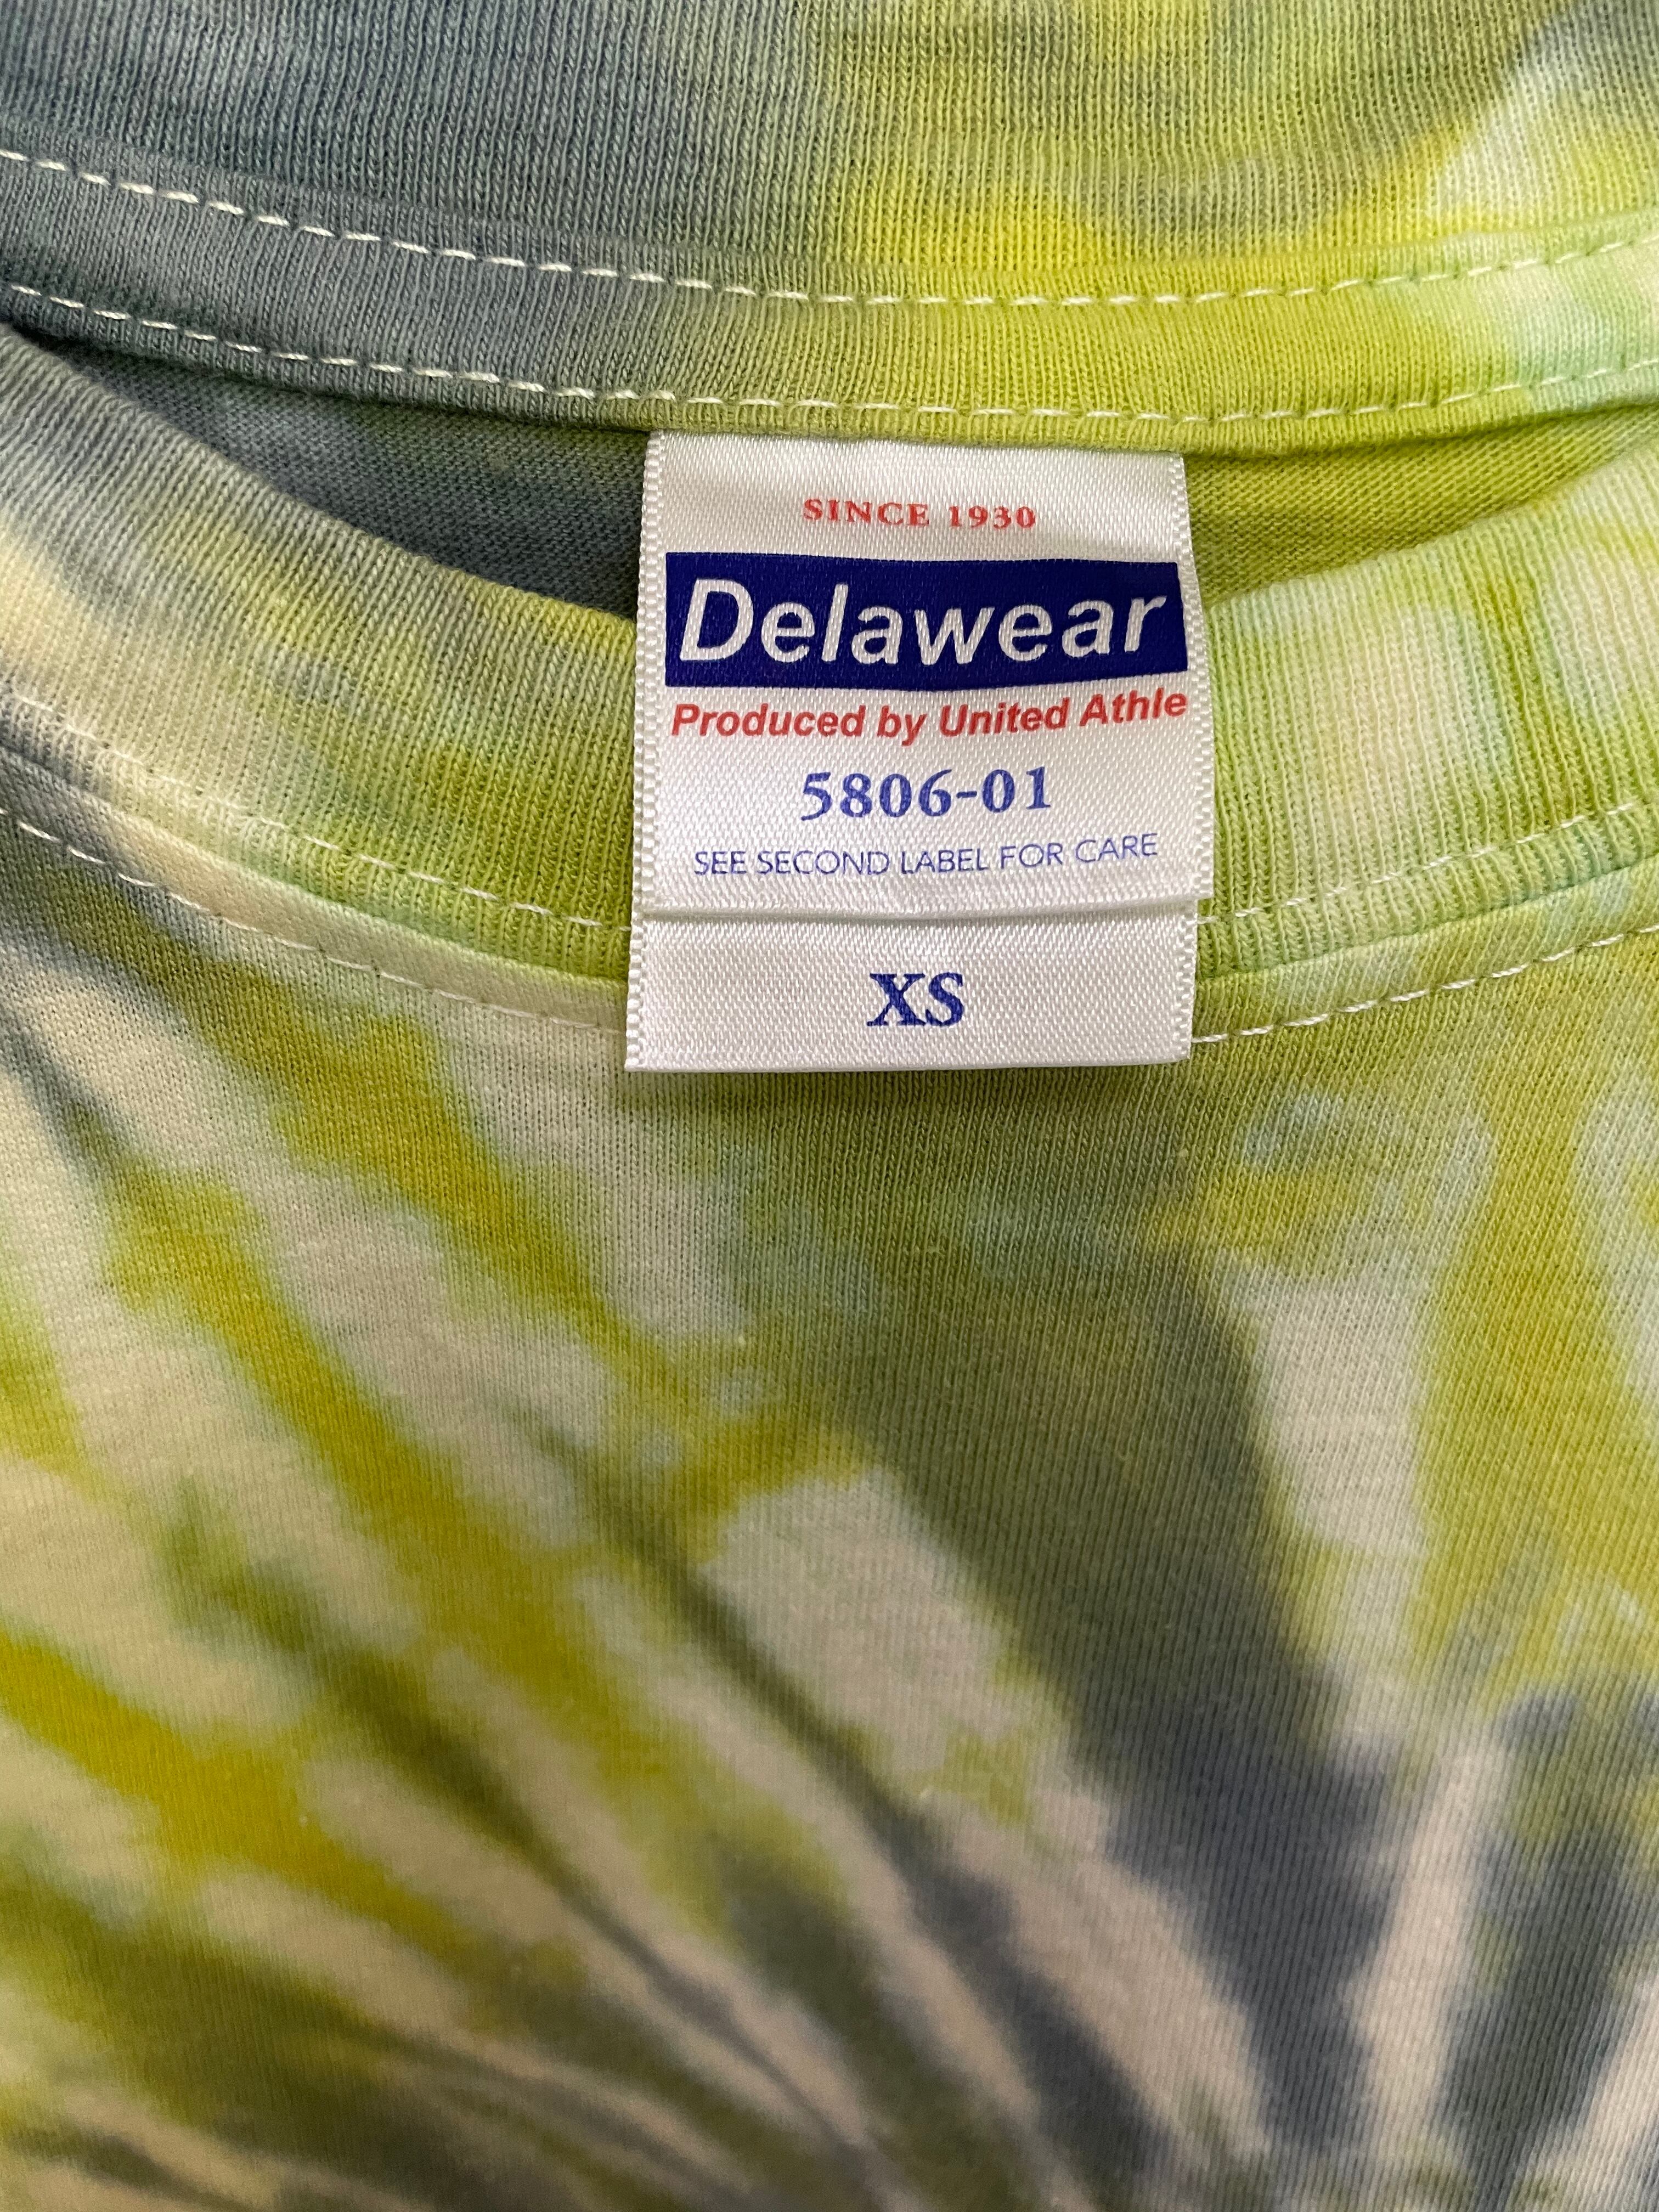 SINCE 1930
Delawear
Produced by United Athle
5806-01
SEE SECOND LABEL FOR CARE
XS